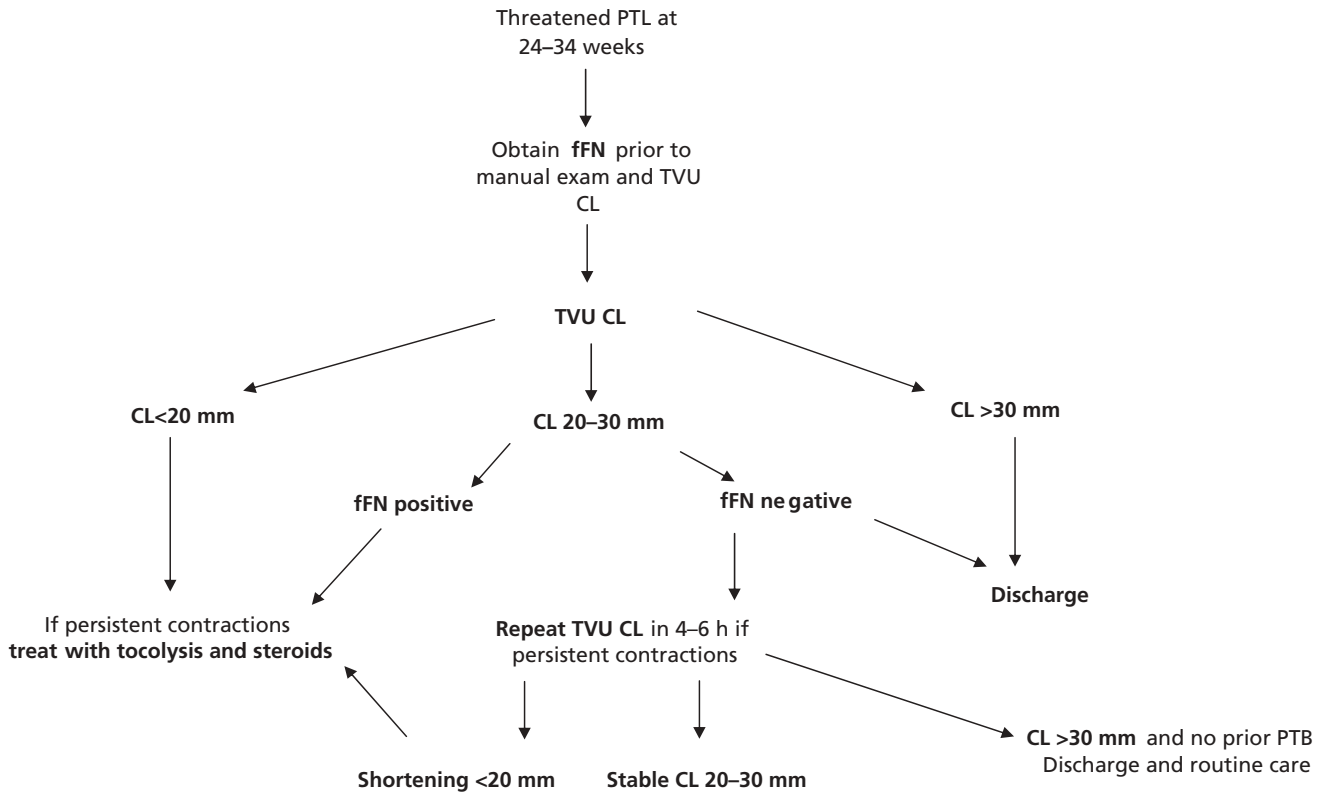 Threatened PTL at
24–34 weeks
Obtain fFN prior to
manual exam and TVU
CL
TVU CL
CL<20 mm
CL 20–30 mm
CL >30 mm
fFN positive
fFN negative
Discharge
If persistent contractions
treat with tocolysis and steroids
Repeat TVU CL in 4–6 h if
persistent contractions
CL >30 mm and no prior PTB
Discharge and routine care
Shortening <20 mm
Stable CL 20–30 mm